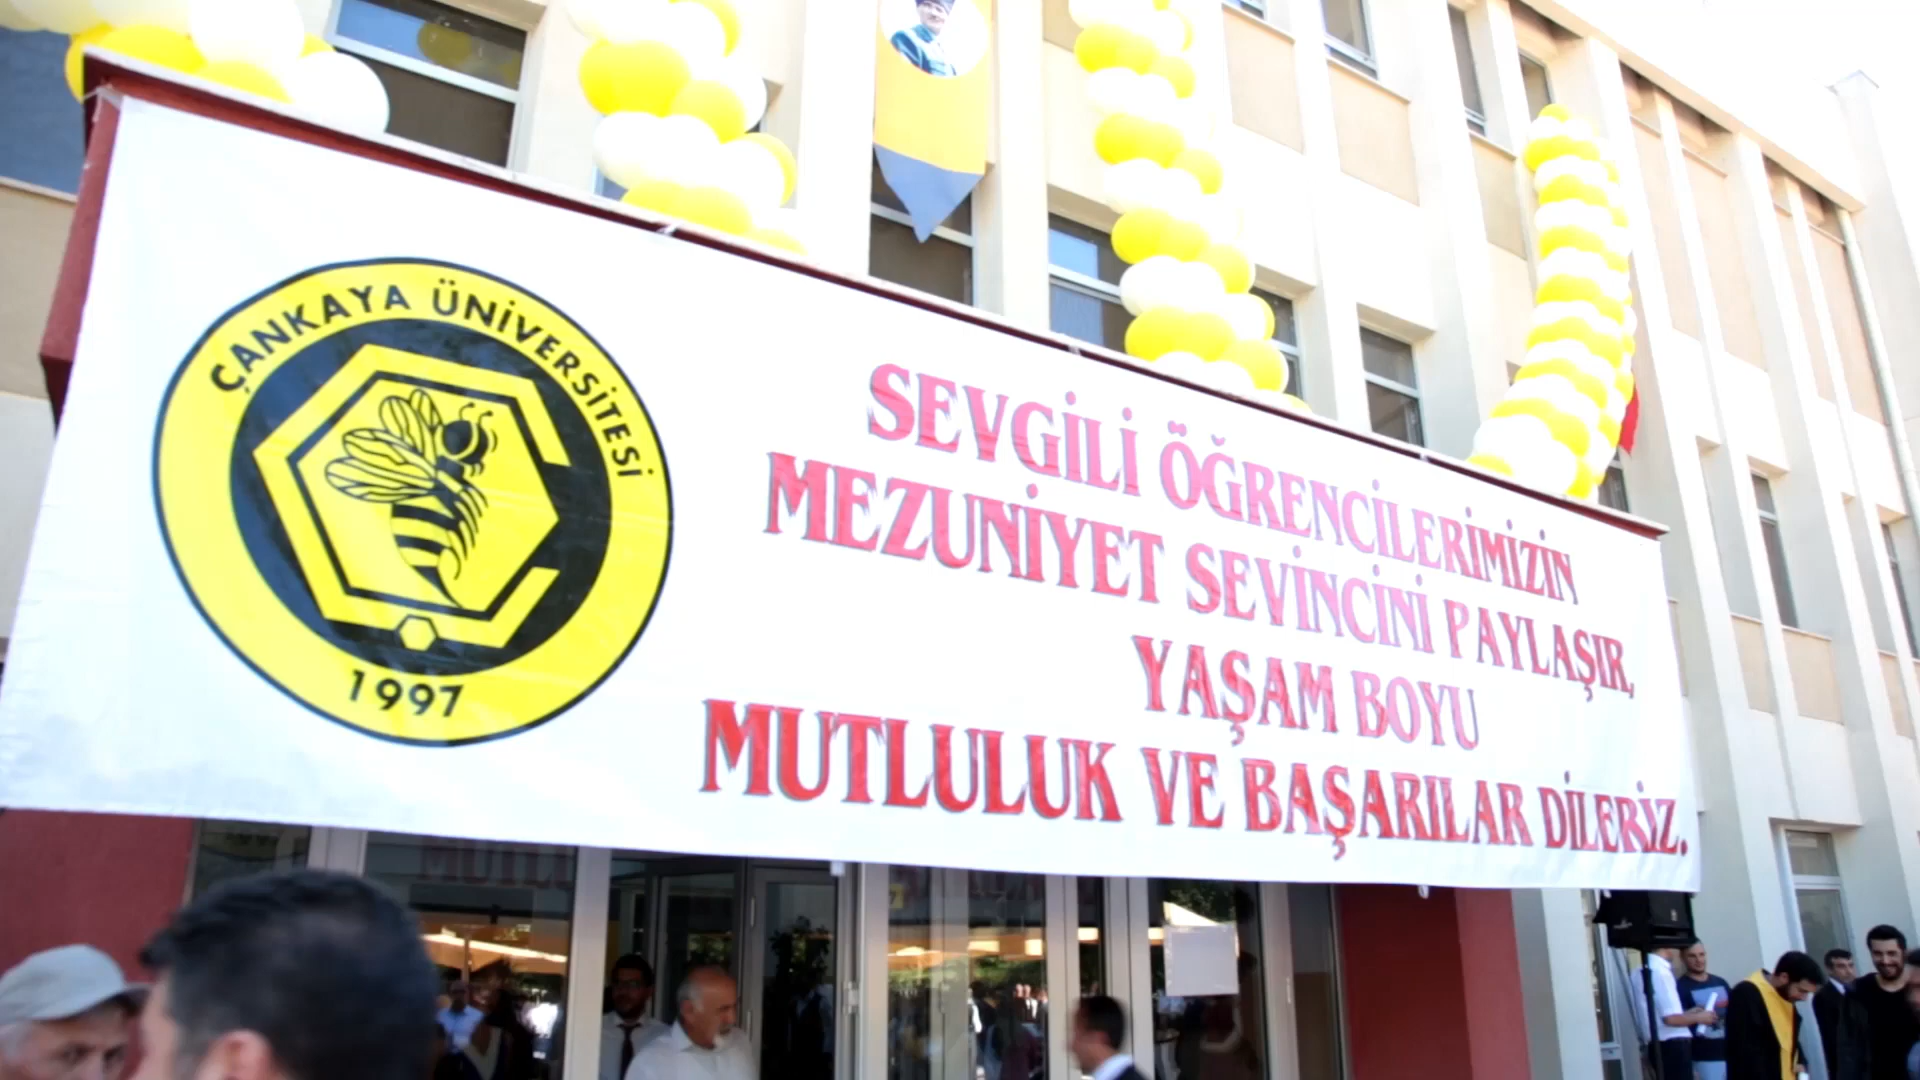 ÇANKAYA ÜNİVERSİTESİ
1997
SEVGİLİ ÖĞRENCİLERİMİZİN
MEZUNİYET SEVİNCİNİ PAYLAŞIR,
YAŞAM BOYU
MUTLULUK VE BAŞARILAR DİLERİZ.